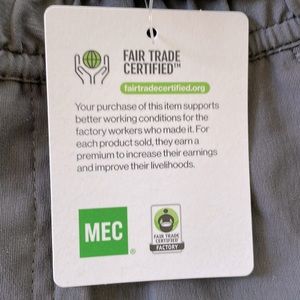 FAIR TRADE
CERTIFIED™
fairtradecertified.org
Your purchase of this item supports
better working conditions for the
factory workers who made it. For
each product sold, they earn a
premium to increase their earnings
and improve their livelihoods.
MEC®
FAIR TRADE
CERTIFIED
FACTORY